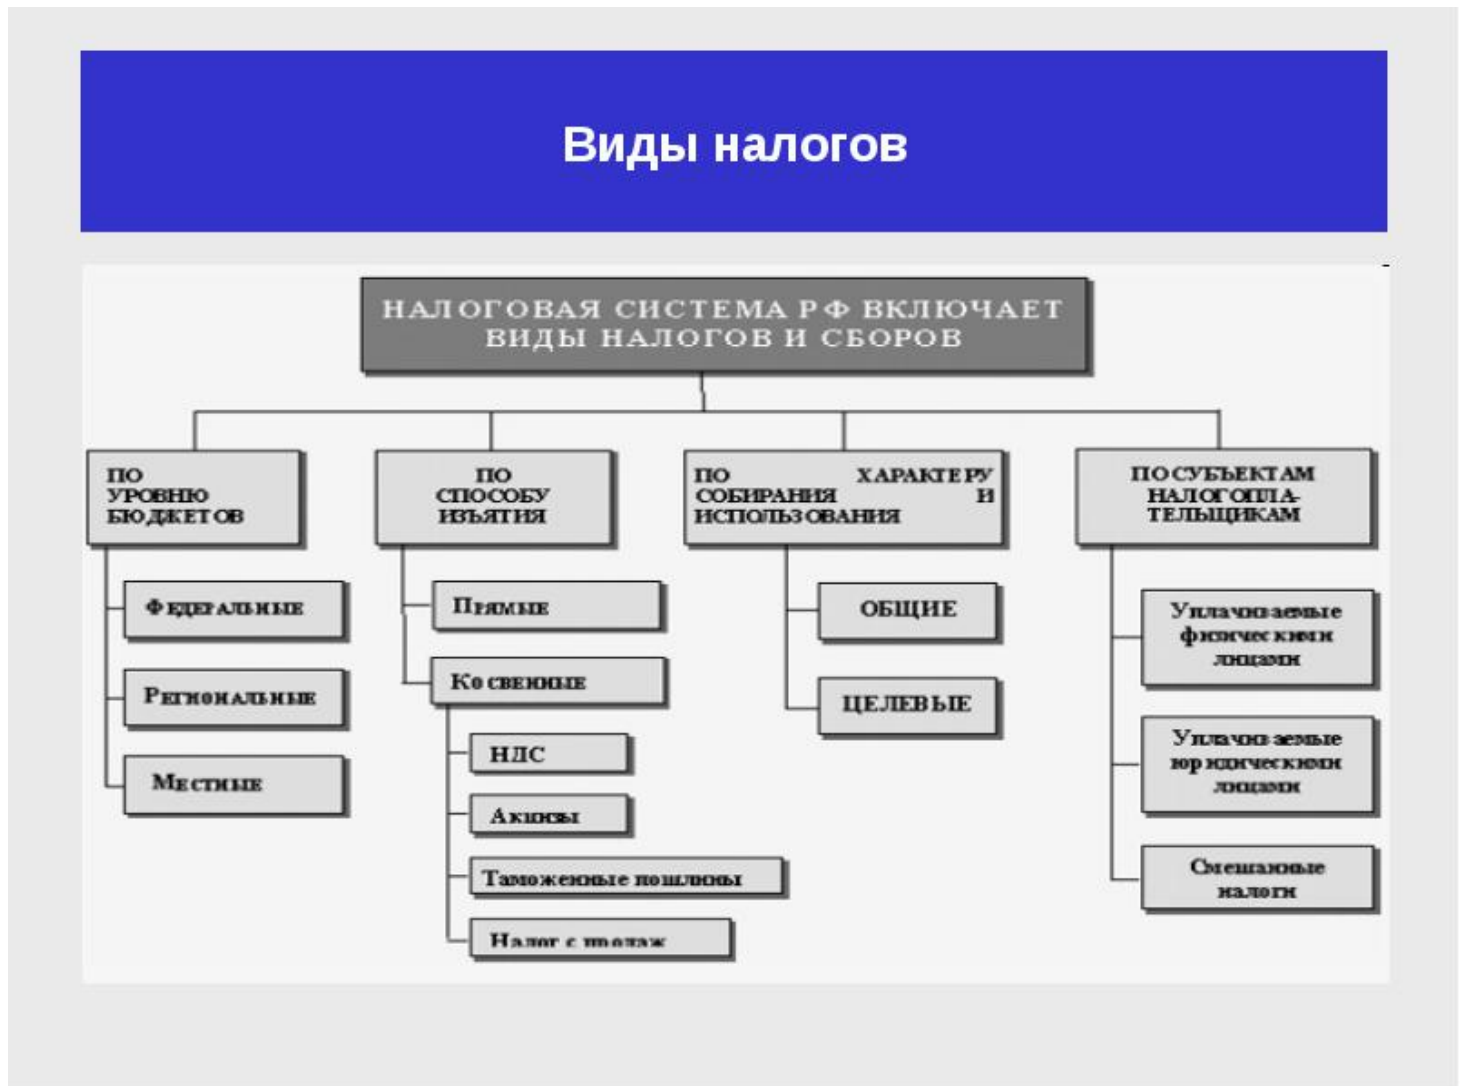 Виды налогов
НАЛОГОВАЯ СИСТЕМА РФ ВКЛЮЧАЕТ
ВИДЫ НАЛОГОВ И СБОРОВ
ПО
УРОВНЮ
БЮДЖЕТОВ
ФЕДЕРАЛЬНЫЕ
РЕГИОНАЛЬНЫЕ
МЕСТНЫЕ
ПО
СПОСОБУ
ИЗЪЯТИЯ
ПРЯМЫЕ
Косвенные
НДС
Акцизы
Таможенные пошлины
Налог с продаж
ПО ХАРАКТЕРУ
СОБИРАНИЯ И
ИСПОЛЬЗОВАНИЯ
ОБЩИЕ
ЦЕЛЕВЫЕ
ПО СУБЪЕКТАМ
НАЛОГОПЛА-
ТЕЛЬЩИКАМ
Уплачиваемые
физическими
лицами
Уплачиваемые
юридическими
лицами
Смешанные
налоги